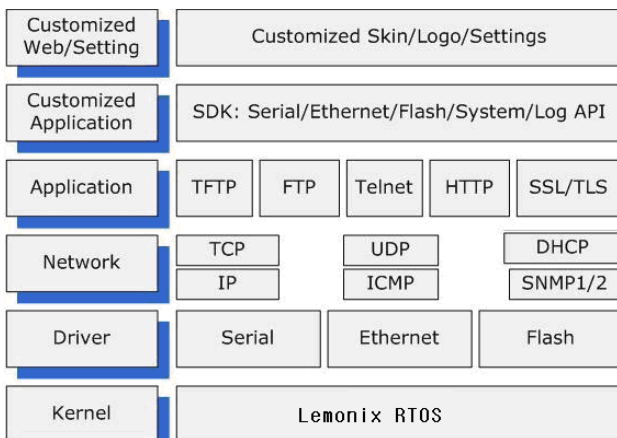 Customized
Web/Setting
Customized Skin/Logo/Settings
Customized
Application
SDK: Serial/Ethernet/Flash/System/Log API
Application
TFTP
FTP
Telnet
HTTP
SSL/TLS
Network
TCP
UDP
DHCP
IP
ICMP
SNMP1/2
Driver
Serial
Ethernet
Flash
Kernel
Lemonix RTOS